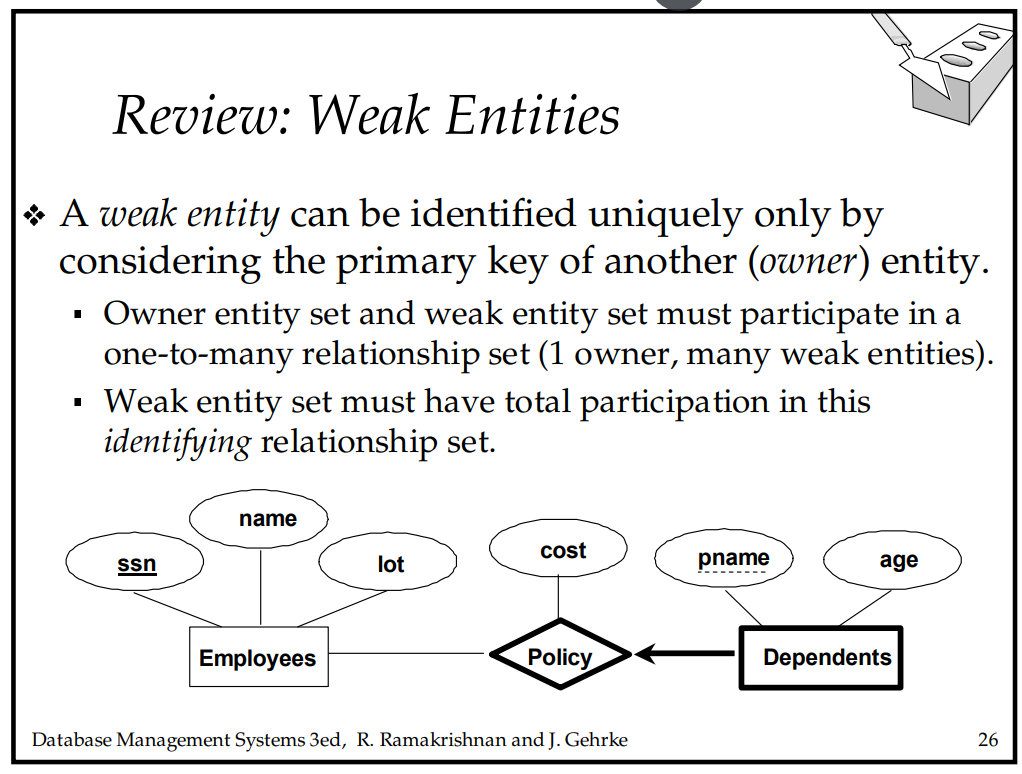 Review: Weak Entities
❖ A weak entity can be identified uniquely only by
considering the primary key of another (owner) entity.
▪ Owner entity set and weak entity set must participate in a
one-to-many relationship set (1 owner, many weak entities).
▪ Weak entity set must have total participation in this
identifying relationship set.
name
cost
ssn
lot
pname
age
Employees
Policy
Dependents
Database Management Systems 3ed, R. Ramakrishnan and J. Gehrke
26